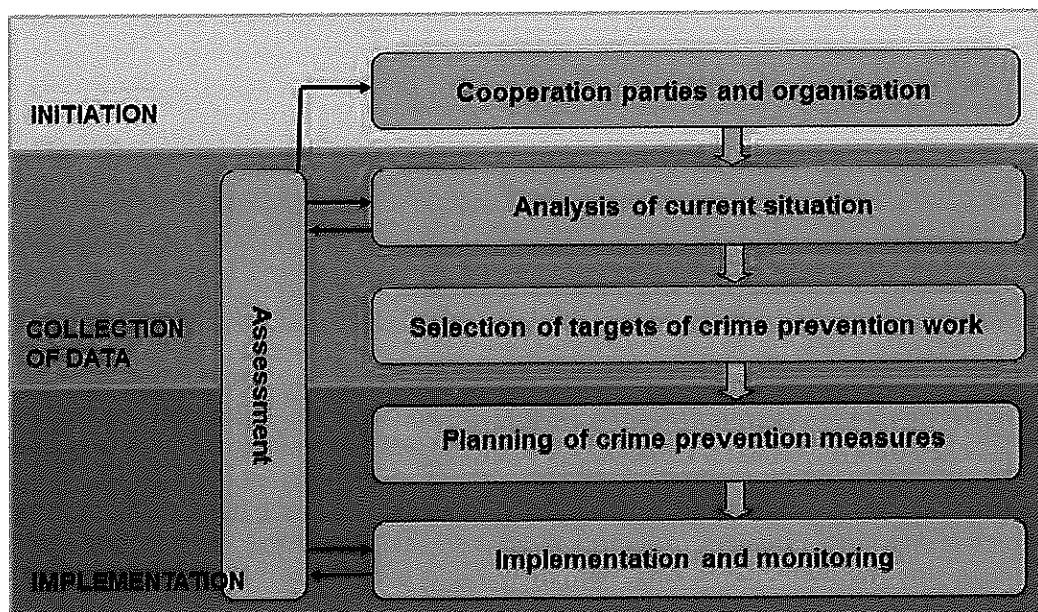 INITIATION
Cooperation parties and organisation
Analysis of current situation
COLLECTION
OF DATA
Assessment
Selection of targets of crime prevention work
Planning of crime prevention measures
IMPLEMENTATION
Implementation and monitoring